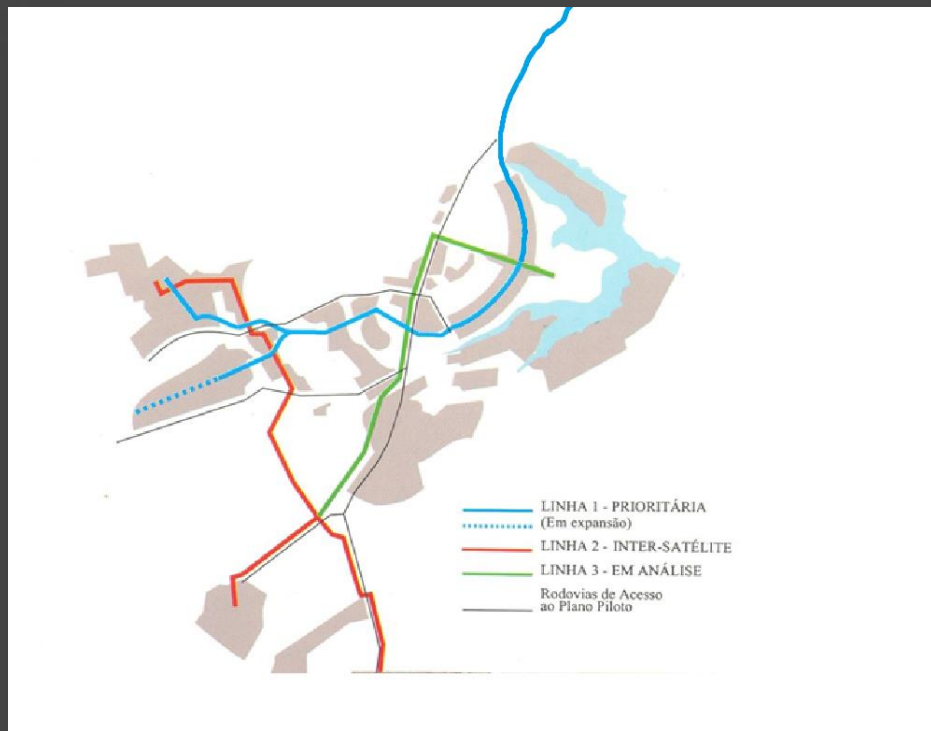 LINHA 1 - PRIORITÁRIA
(Em expansão)
LINHA 2 - INTER-SATÉLITE
LINHA 3 - EM ANÁLISE
Rodovias de Acesso
ao Plano Piloto